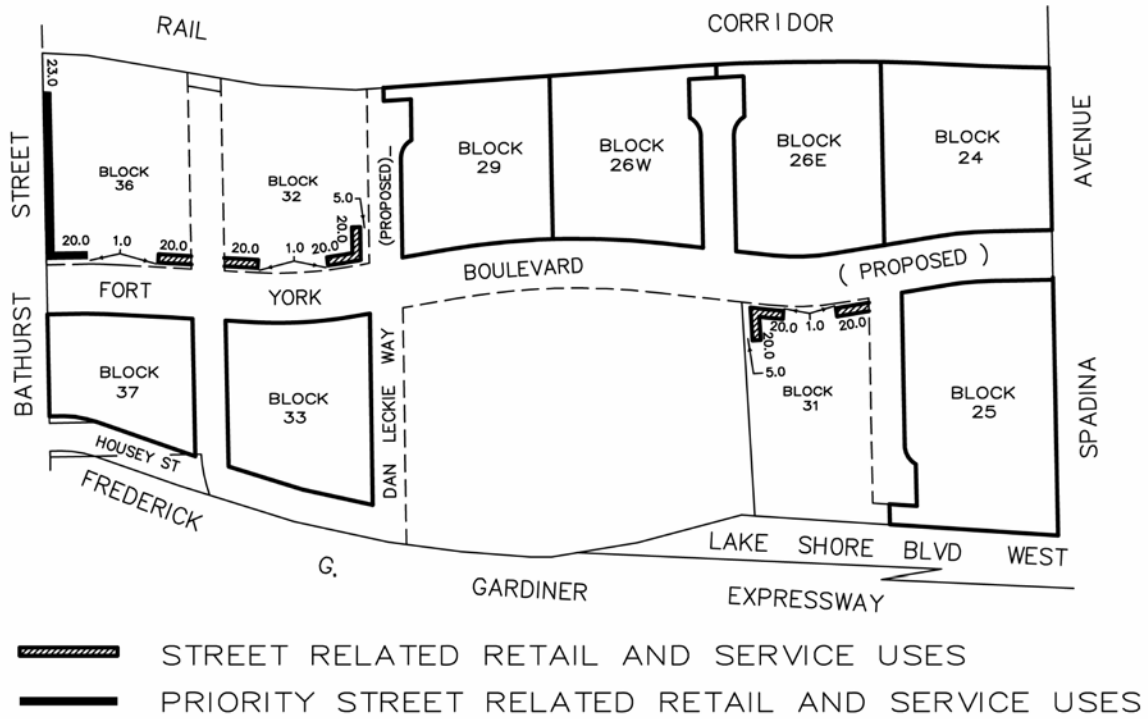 RAIL CORRIDOR
23.0
STREET
AVENUE
BLOCK
36
BLOCK
32
(PROPOSED)
BLOCK
29
BLOCK
26W
BLOCK
26E
BLOCK
24
5.0
20.0
20.0 1.0 20.0
20.0 1.0 20.0
FORT YORK BOULEVARD ( PROPOSED )
BATHURST
BLOCK
37
BLOCK
33
DAN LECKIE WAY
20.0 1.0 20.0
20.0
5.0
BLOCK
31
BLOCK
25
SPADINA
HOUSEY ST
FREDERICK G. GARDINER EXPRESSWAY
LAKE SHORE BLVD WEST
STREET RELATED RETAIL AND SERVICE USES
PRIORITY STREET RELATED RETAIL AND SERVICE USES